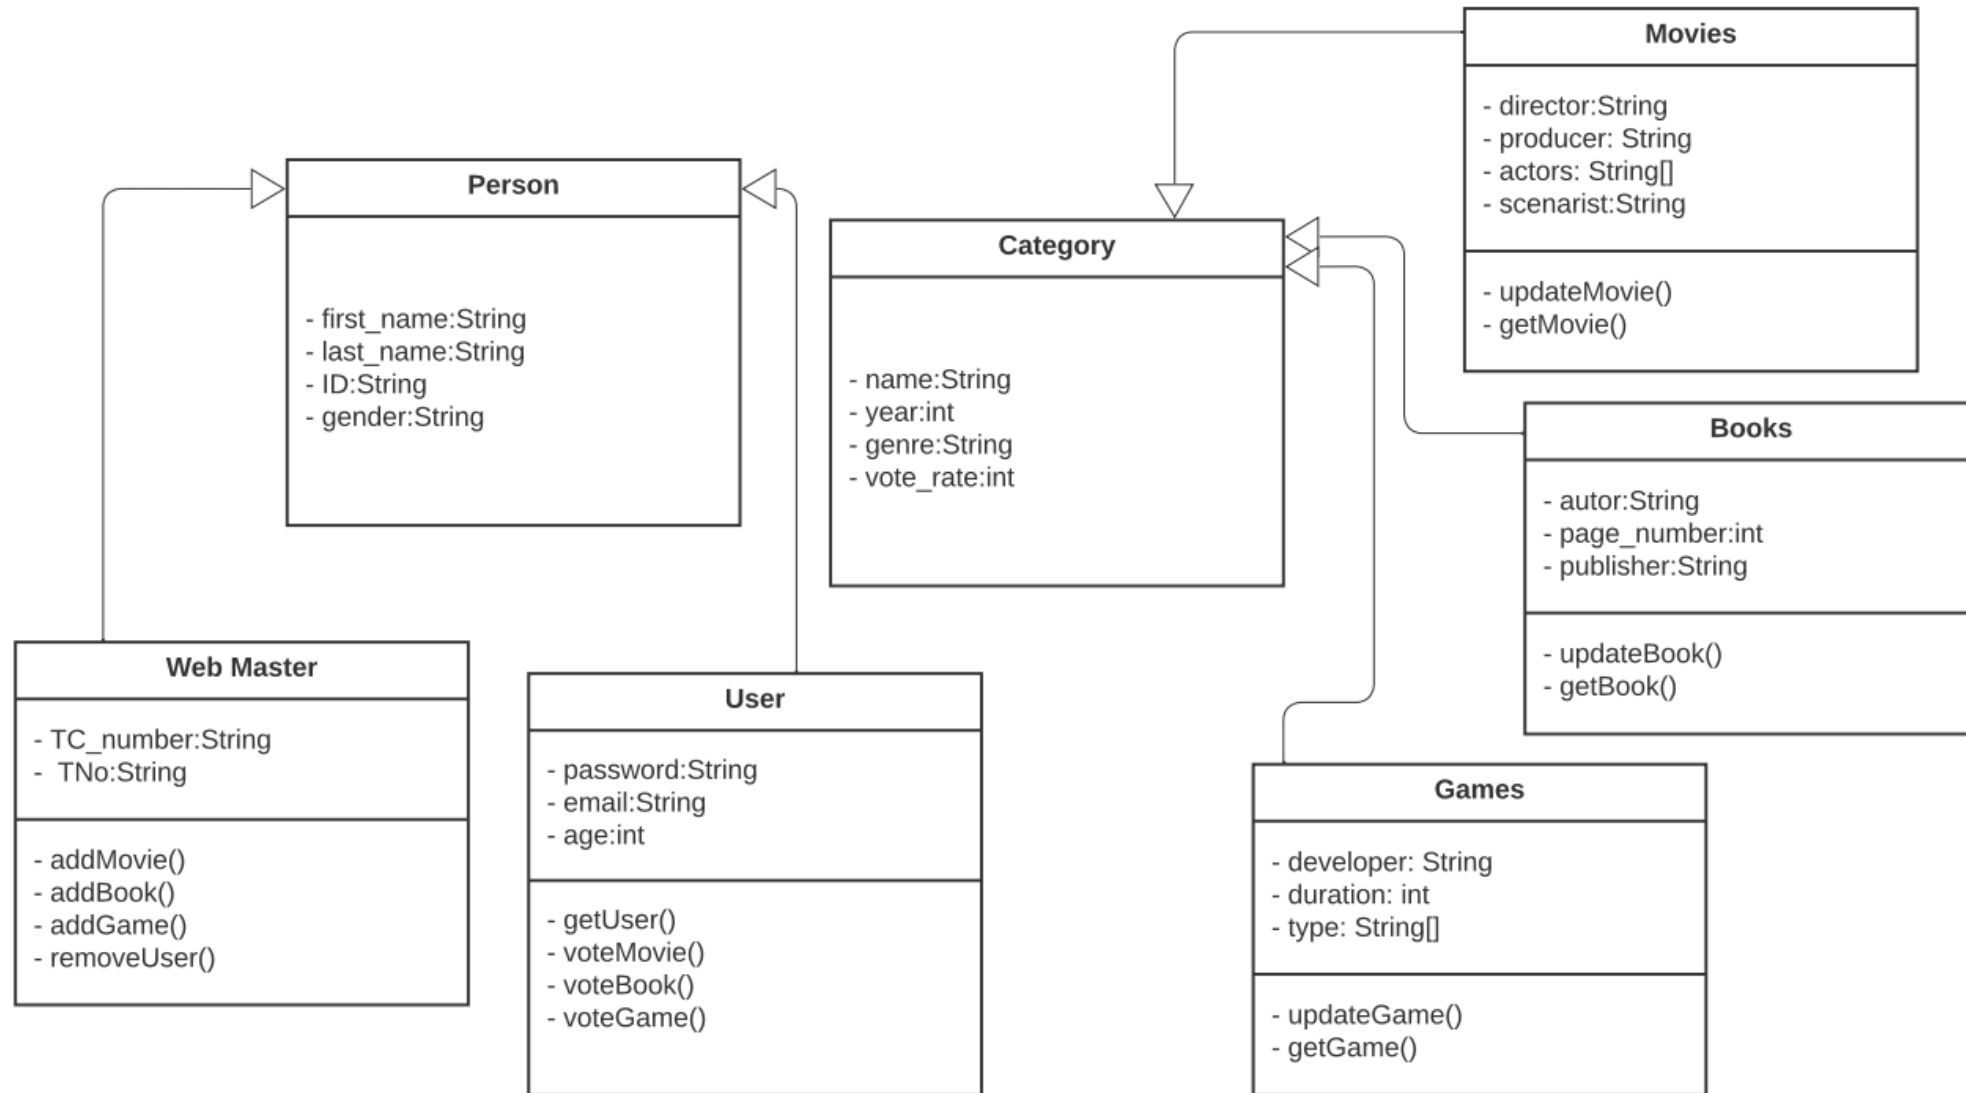 Movies
- director:String
- producer: String
- actors: String[]
- scenarist:String
- updateMovie()
- getMovie()
Person
- first_name:String
- last_name:String
- ID:String
- gender:String
Category
- name:String
- year:int
- genre:String
- vote_rate:int
Books
- autor:String
- page_number:int
- publisher:String
- updateBook()
- getBook()
Web Master
- TC_number:String
-  TNo:String
- addMovie()
- addBook()
- addGame()
- removeUser()
User
- password:String
- email:String
- age:int
- getUser()
- voteMovie()
- voteBook()
- voteGame()
Games
- developer: String
- duration: int
- type: String[]
- updateGame()
- getGame()